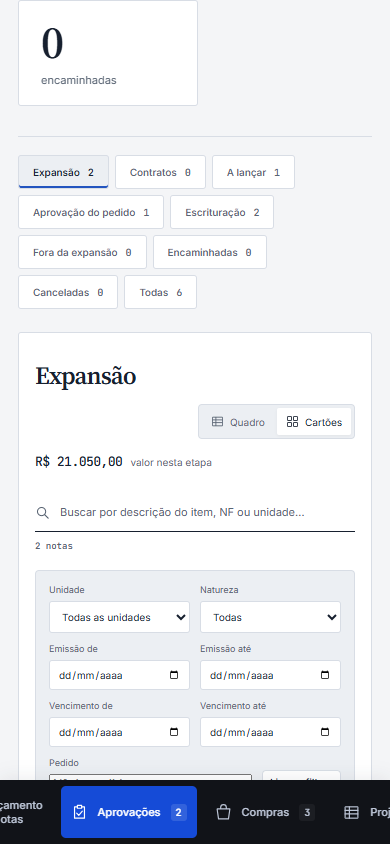 0
encaminhadas
Expansão 2 Contratos 0 A lançar 1
Aprovação do pedido 1 Escrituração 2
Fora da expansão 0 Encaminhadas 0
Canceladas 0 Todas 6
Expansão
Quadro Cartões
R$ 21.050,00 valor nesta etapa
Buscar por descrição do item, NF ou unidade...
2 notas
Unidade Natureza
Todas as unidades Todas
Emissão de Emissão até
dd/mm/aaaa dd/mm/aaaa
Vencimento de Vencimento até
dd/mm/aaaa dd/mm/aaaa
Pedido
Aprovações 2 Compras 3